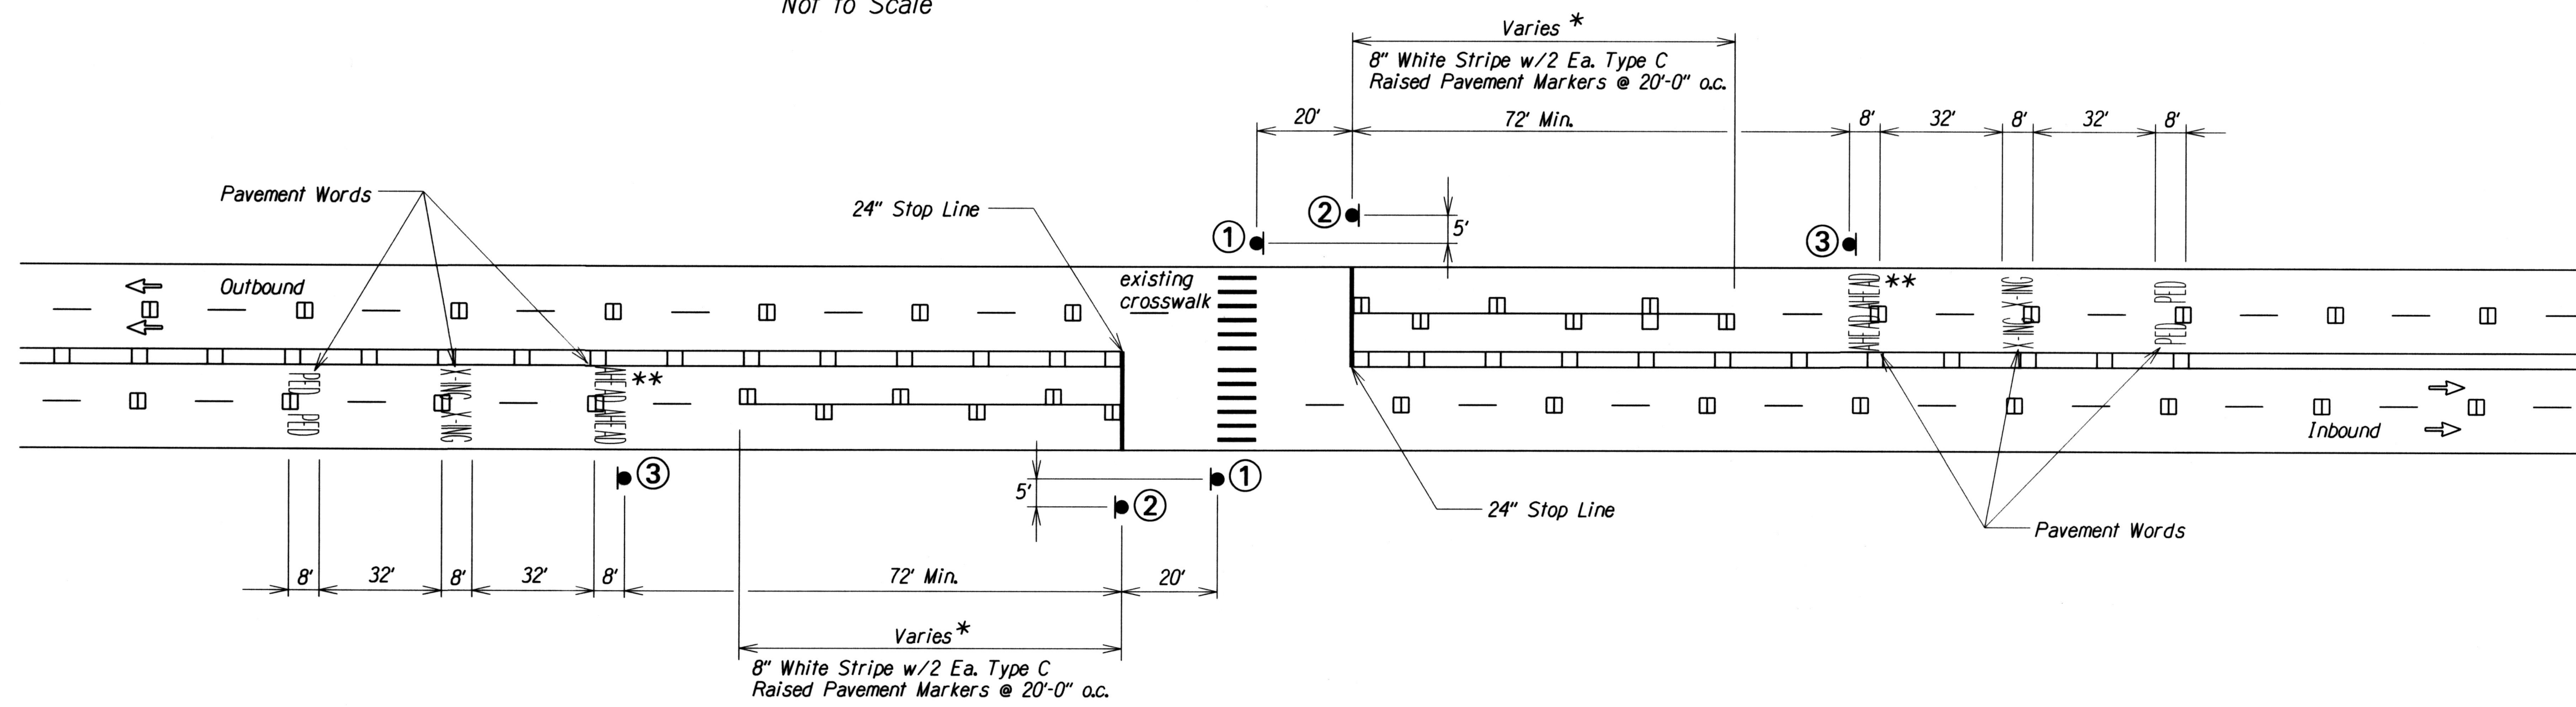 Not to Scale
Varies *
8" White Stripe w/2 Ea. Type C
Raised Pavement Markers @ 20'-0" o.c.
20'
72' Min.
8'
32'
8'
32'
8'
Pavement Words
24" Stop Line
2
5'
1
3
Outbound
existing
crosswalk
AHEAD AHEAD
**
X-ING X-ING
PED PED
PED PED
X-ING X-ING
AHEAD AHEAD
**
Inbound
3
5'
1
2
24" Stop Line
Pavement Words
8'
32'
8'
32'
8'
72' Min.
20'
Varies *
8" White Stripe w/2 Ea. Type C
Raised Pavement Markers @ 20'-0" o.c.